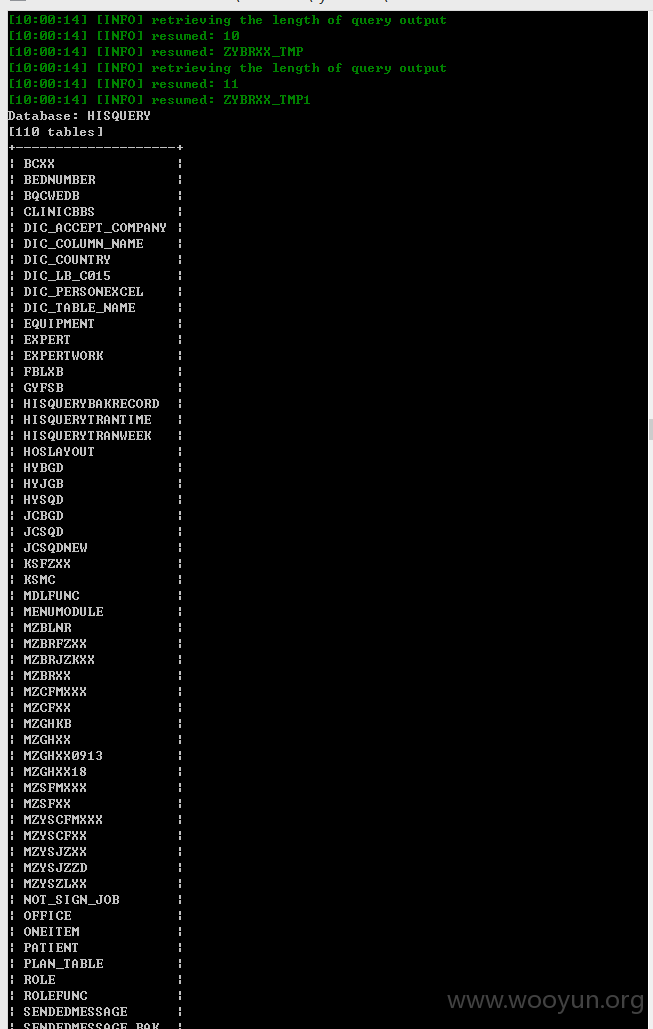 [10:00:14] [INFO] retrieving the length of query output
[10:00:14] [INFO] resumed: 10
[10:00:14] [INFO] resumed: ZYBRXX_TMP
[10:00:14] [INFO] retrieving the length of query output
[10:00:14] [INFO] resumed: 11
[10:00:14] [INFO] resumed: ZYBRXX_TMP1
Database: HISQUERY
[110 tables]
+--------------------+
¦ BCXX ¦
¦ BEDNUMBER ¦
¦ BQCWEDB ¦
¦ CLINICBBS ¦
¦ DIC_ACCEPT_COMPANY ¦
¦ DIC_COLUMN_NAME ¦
¦ DIC_COUNTRY ¦
¦ DIC_LB_C015 ¦
¦ DIC_PERSONEXCEL ¦
¦ DIC_TABLE_NAME ¦
¦ EQUIPMENT ¦
¦ EXPERT ¦
¦ EXPERTWORK ¦
¦ FBLXB ¦
¦ GYFSB ¦
¦ HISQUERYBAKRECORD ¦
¦ HISQUERYTRANTIME ¦
¦ HISQUERYTRANWEEK ¦
¦ HOSLAYOUT ¦
¦ HYBGD ¦
¦ HYJGB ¦
¦ HYSQD ¦
¦ JCBGD ¦
¦ JCSQD ¦
¦ JCSQDNEW ¦
¦ KSFZXX ¦
¦ KSMC ¦
¦ MDLFUNC ¦
¦ MENUMODULE ¦
¦ MZBLNR ¦
¦ MZBRFZXX ¦
¦ MZBRJZKXX ¦
¦ MZBRXX ¦
¦ MZCFMXXX ¦
¦ MZCFXX ¦
¦ MZGHKB ¦
¦ MZGHXX ¦
¦ MZGHXX0913 ¦
¦ MZGHXX18 ¦
¦ MZSFMXXX ¦
¦ MZSFXX ¦
¦ MZYSCFMXXX ¦
¦ MZYSCFXX ¦
¦ MZYSJZXX ¦
¦ MZYSJZZD ¦
¦ MZYSZLXX ¦
¦ NOT_SIGN_JOB ¦
¦ OFFICE ¦
¦ ONEITEM ¦
¦ PATIENT ¦
¦ PLAN_TABLE ¦
¦ ROLE ¦
¦ ROLEFUNC ¦
¦ SENDEDMESSAGE ¦
¦ SENDEDMESSAGE_BAK ¦
www.wooyun.org